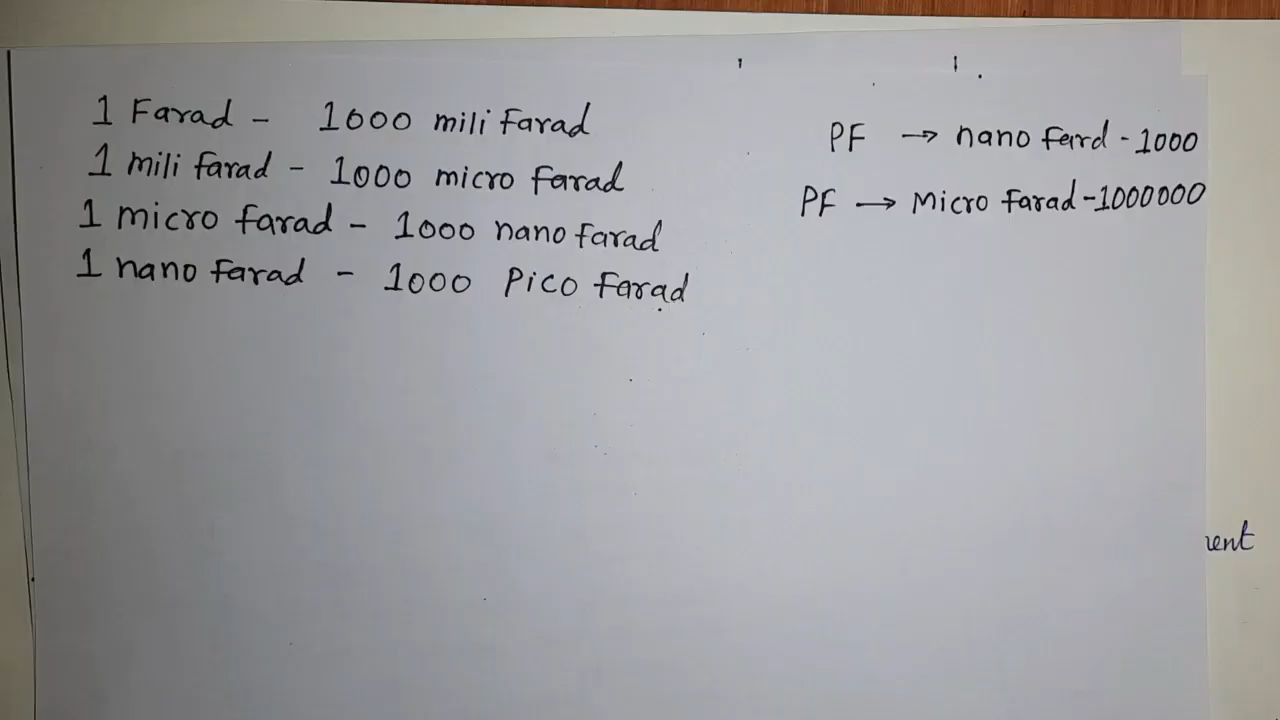 1 Farad - 1000 mili farad
1 mili farad - 1000 micro farad
1 micro farad - 1000 nano farad
1 nano farad - 1000 Pico farad
PF → nano fard - 1000
PF → Micro farad - 1000000